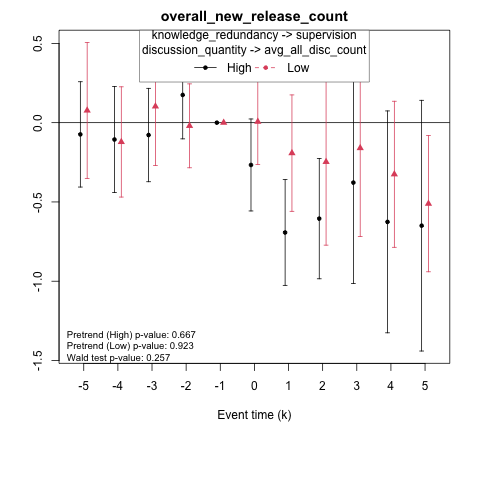 overall_new_release_count
knowledge_redundancy -> supervision
discussion_quantity -> avg_all_disc_count
High Low
0.5
0.0
-0.5
-1.0
-1.5
Pretrend (High) p-value: 0.667
Pretrend (Low) p-value: 0.923
Wald test p-value: 0.257
-5 -4 -3 -2 -1 0 1 2 3 4 5
Event time (k)